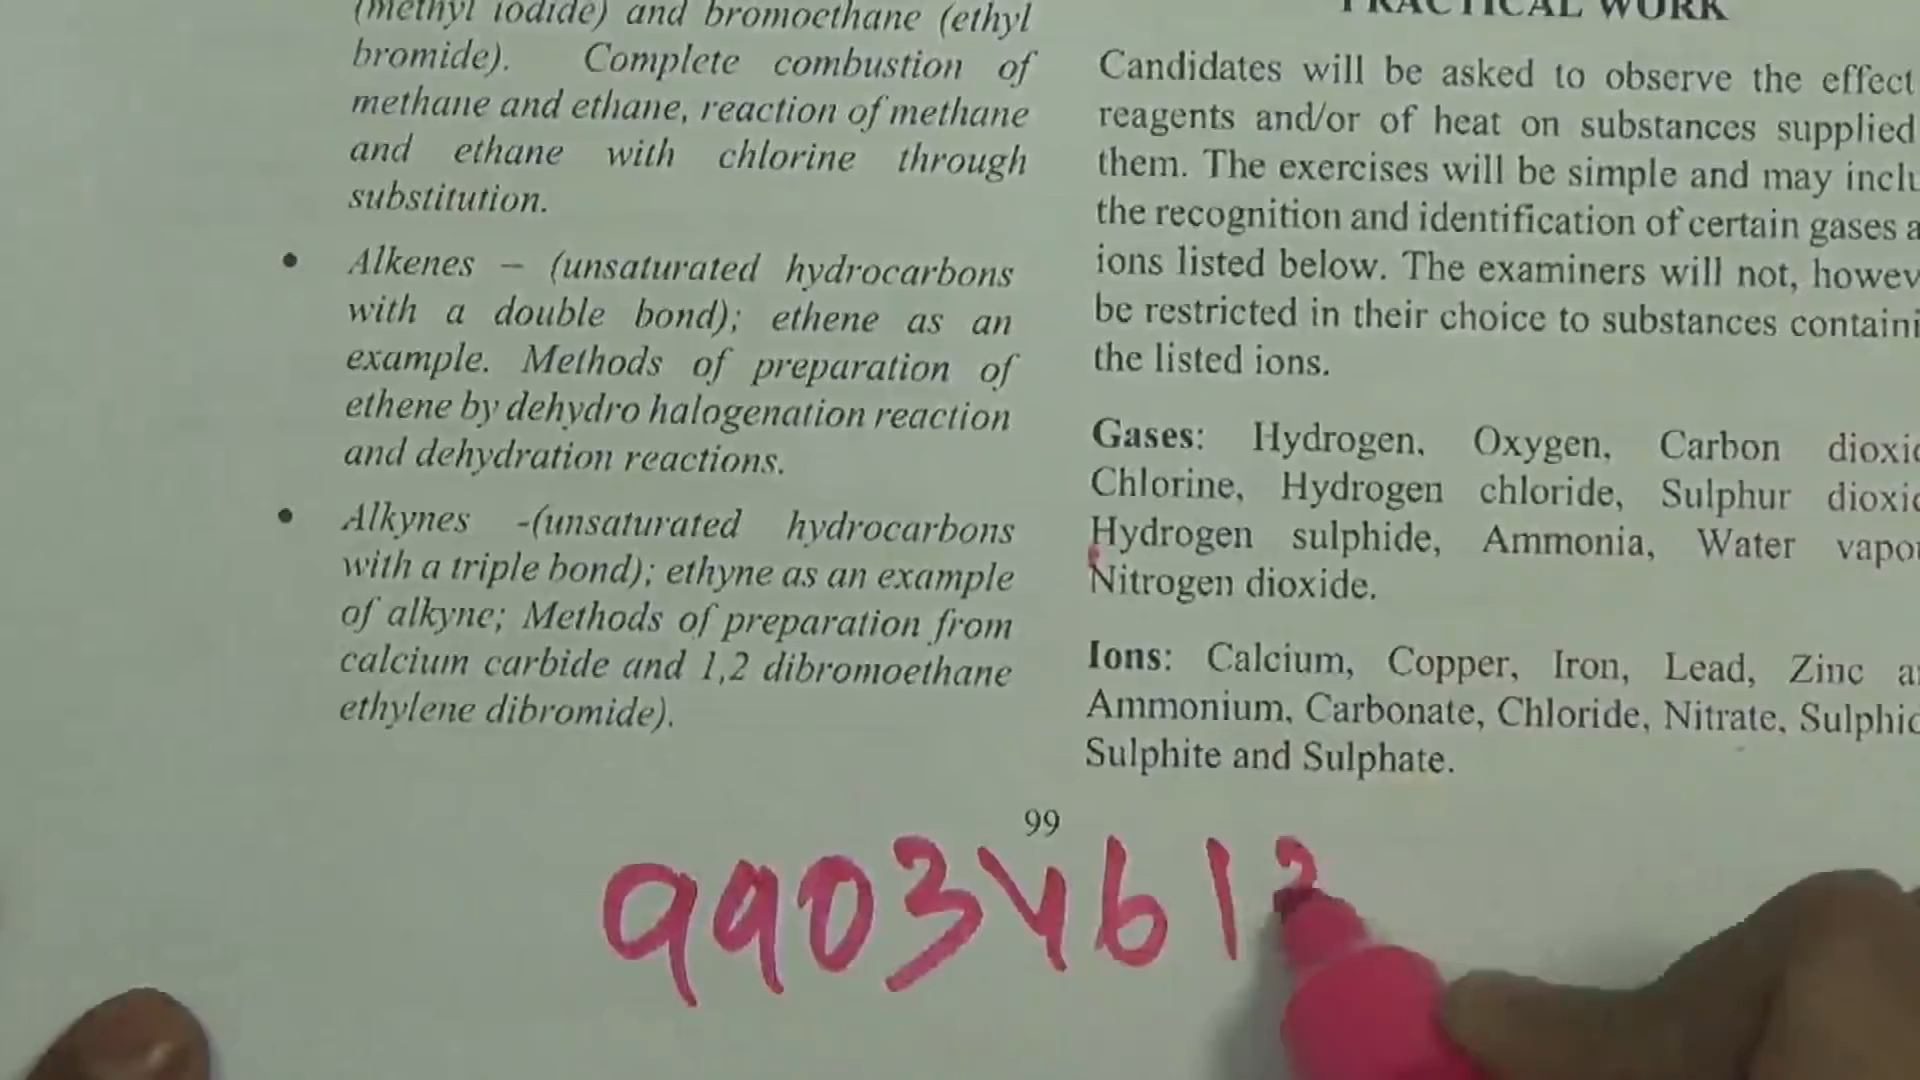 (methyl iodide) and bromoethane (ethyl
bromide). Complete combustion of
methane and ethane, reaction of methane
and ethane with chlorine through
substitution.
• Alkenes – (unsaturated hydrocarbons
with a double bond); ethene as an
example. Methods of preparation of
ethene by dehydro halogenation reaction
and dehydration reactions.
• Alkynes -(unsaturated hydrocarbons
with a triple bond); ethyne as an example
of alkyne; Methods of preparation from
calcium carbide and 1,2 dibromoethane
ethylene dibromide).
PRACTICAL WORK
Candidates will be asked to observe the effect
reagents and/or of heat on substances supplied
them. The exercises will be simple and may inclu
the recognition and identification of certain gases a
ions listed below. The examiners will not, howev
be restricted in their choice to substances containi
the listed ions.
Gases: Hydrogen, Oxygen, Carbon dioxid
Chlorine, Hydrogen chloride, Sulphur dioxid
Hydrogen sulphide, Ammonia, Water vapou
Nitrogen dioxide.
Ions: Calcium, Copper, Iron, Lead, Zinc an
Ammonium, Carbonate, Chloride, Nitrate, Sulphid
Sulphite and Sulphate.
99
9903461